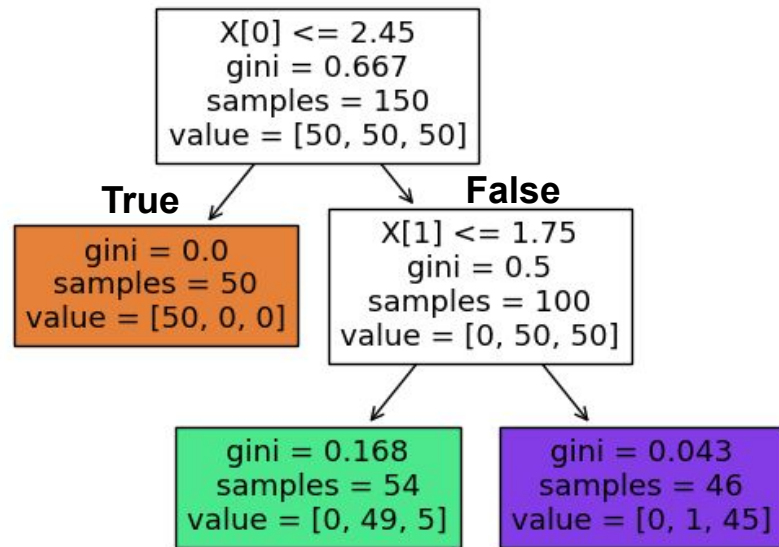 X[0] <= 2.45
gini = 0.667
samples = 150
value = [50, 50, 50]
True
False
gini = 0.0
samples = 50
value = [50, 0, 0]
X[1] <= 1.75
gini = 0.5
samples = 100
value = [0, 50, 50]
gini = 0.168
samples = 54
value = [0, 49, 5]
gini = 0.043
samples = 46
value = [0, 1, 45]